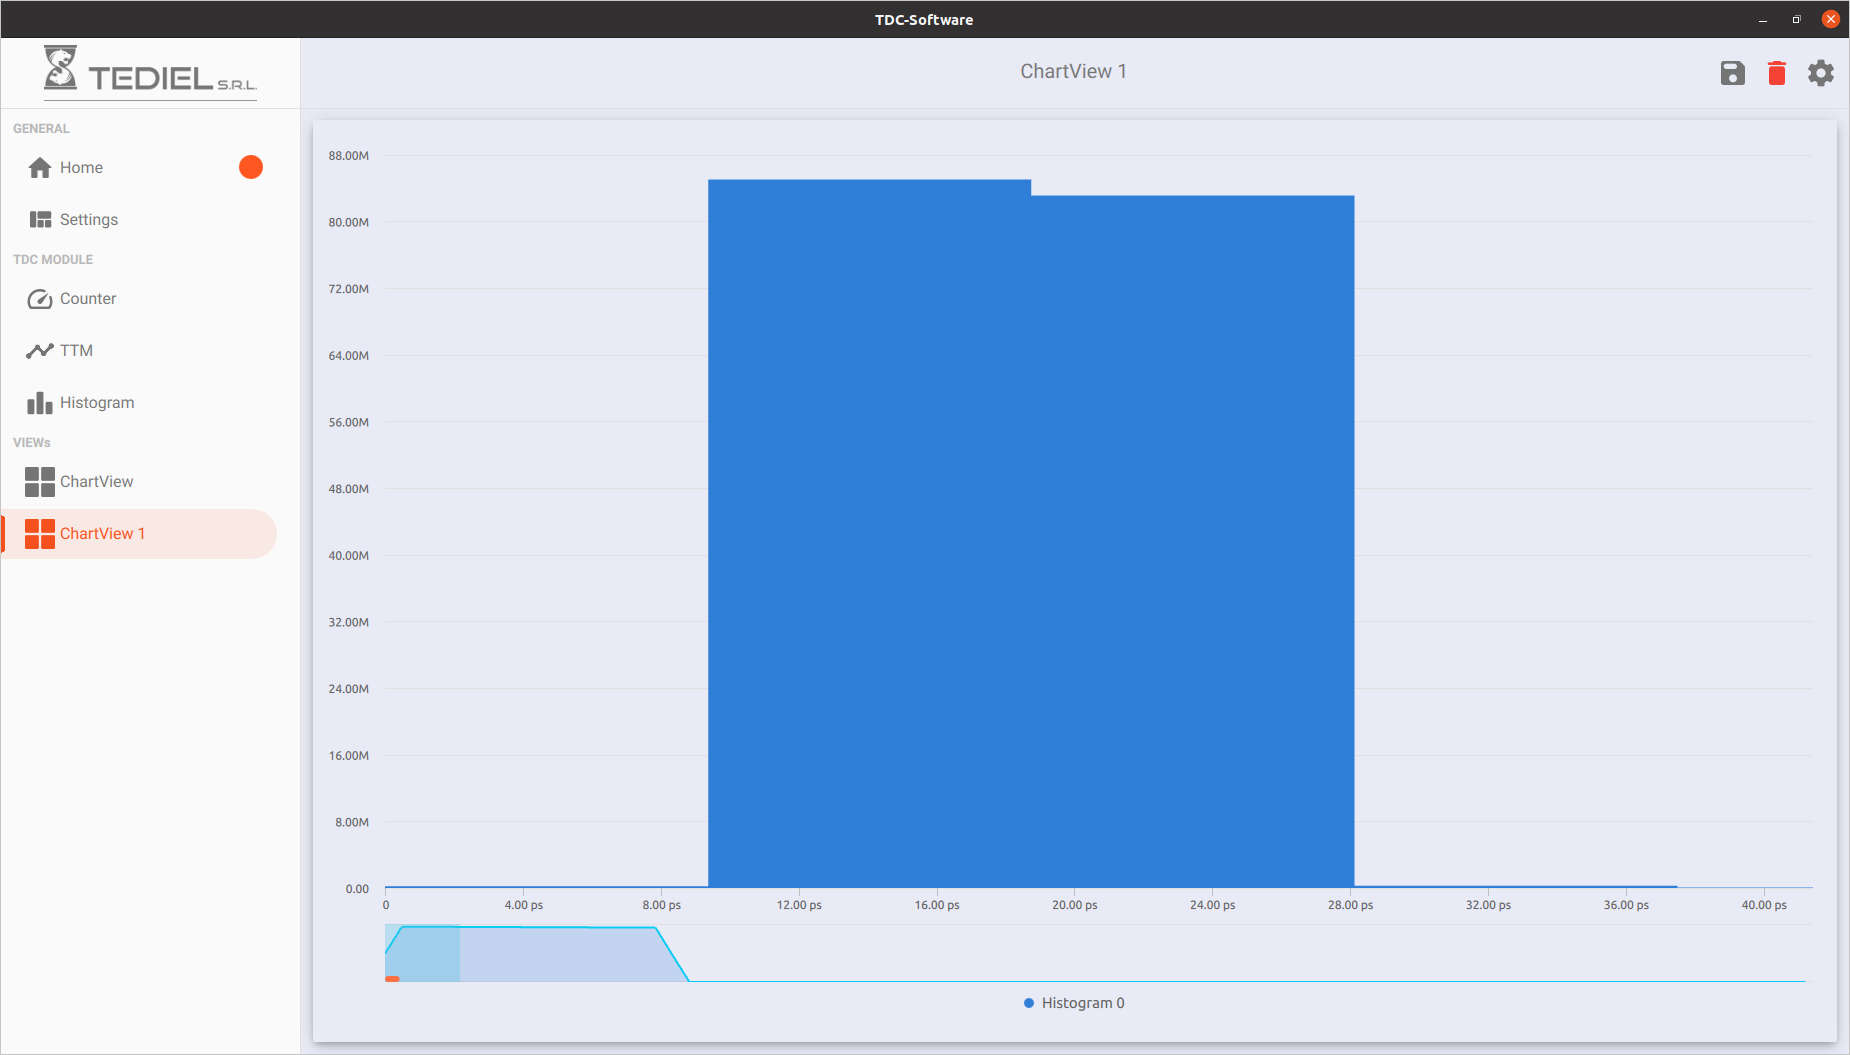 TDC-Software
TEDIEL S.R.L.
ChartView 1
GENERAL
Home
Settings
TDC MODULE
Counter
TTM
Histogram
VIEWs
ChartView
ChartView 1
88.00M
80.00M
72.00M
64.00M
56.00M
48.00M
40.00M
32.00M
24.00M
16.00M
8.00M
0.00
0 4.00 ps 8.00 ps 12.00 ps 16.00 ps 20.00 ps 24.00 ps 28.00 ps 32.00 ps 36.00 ps 40.00 ps
Histogram 0